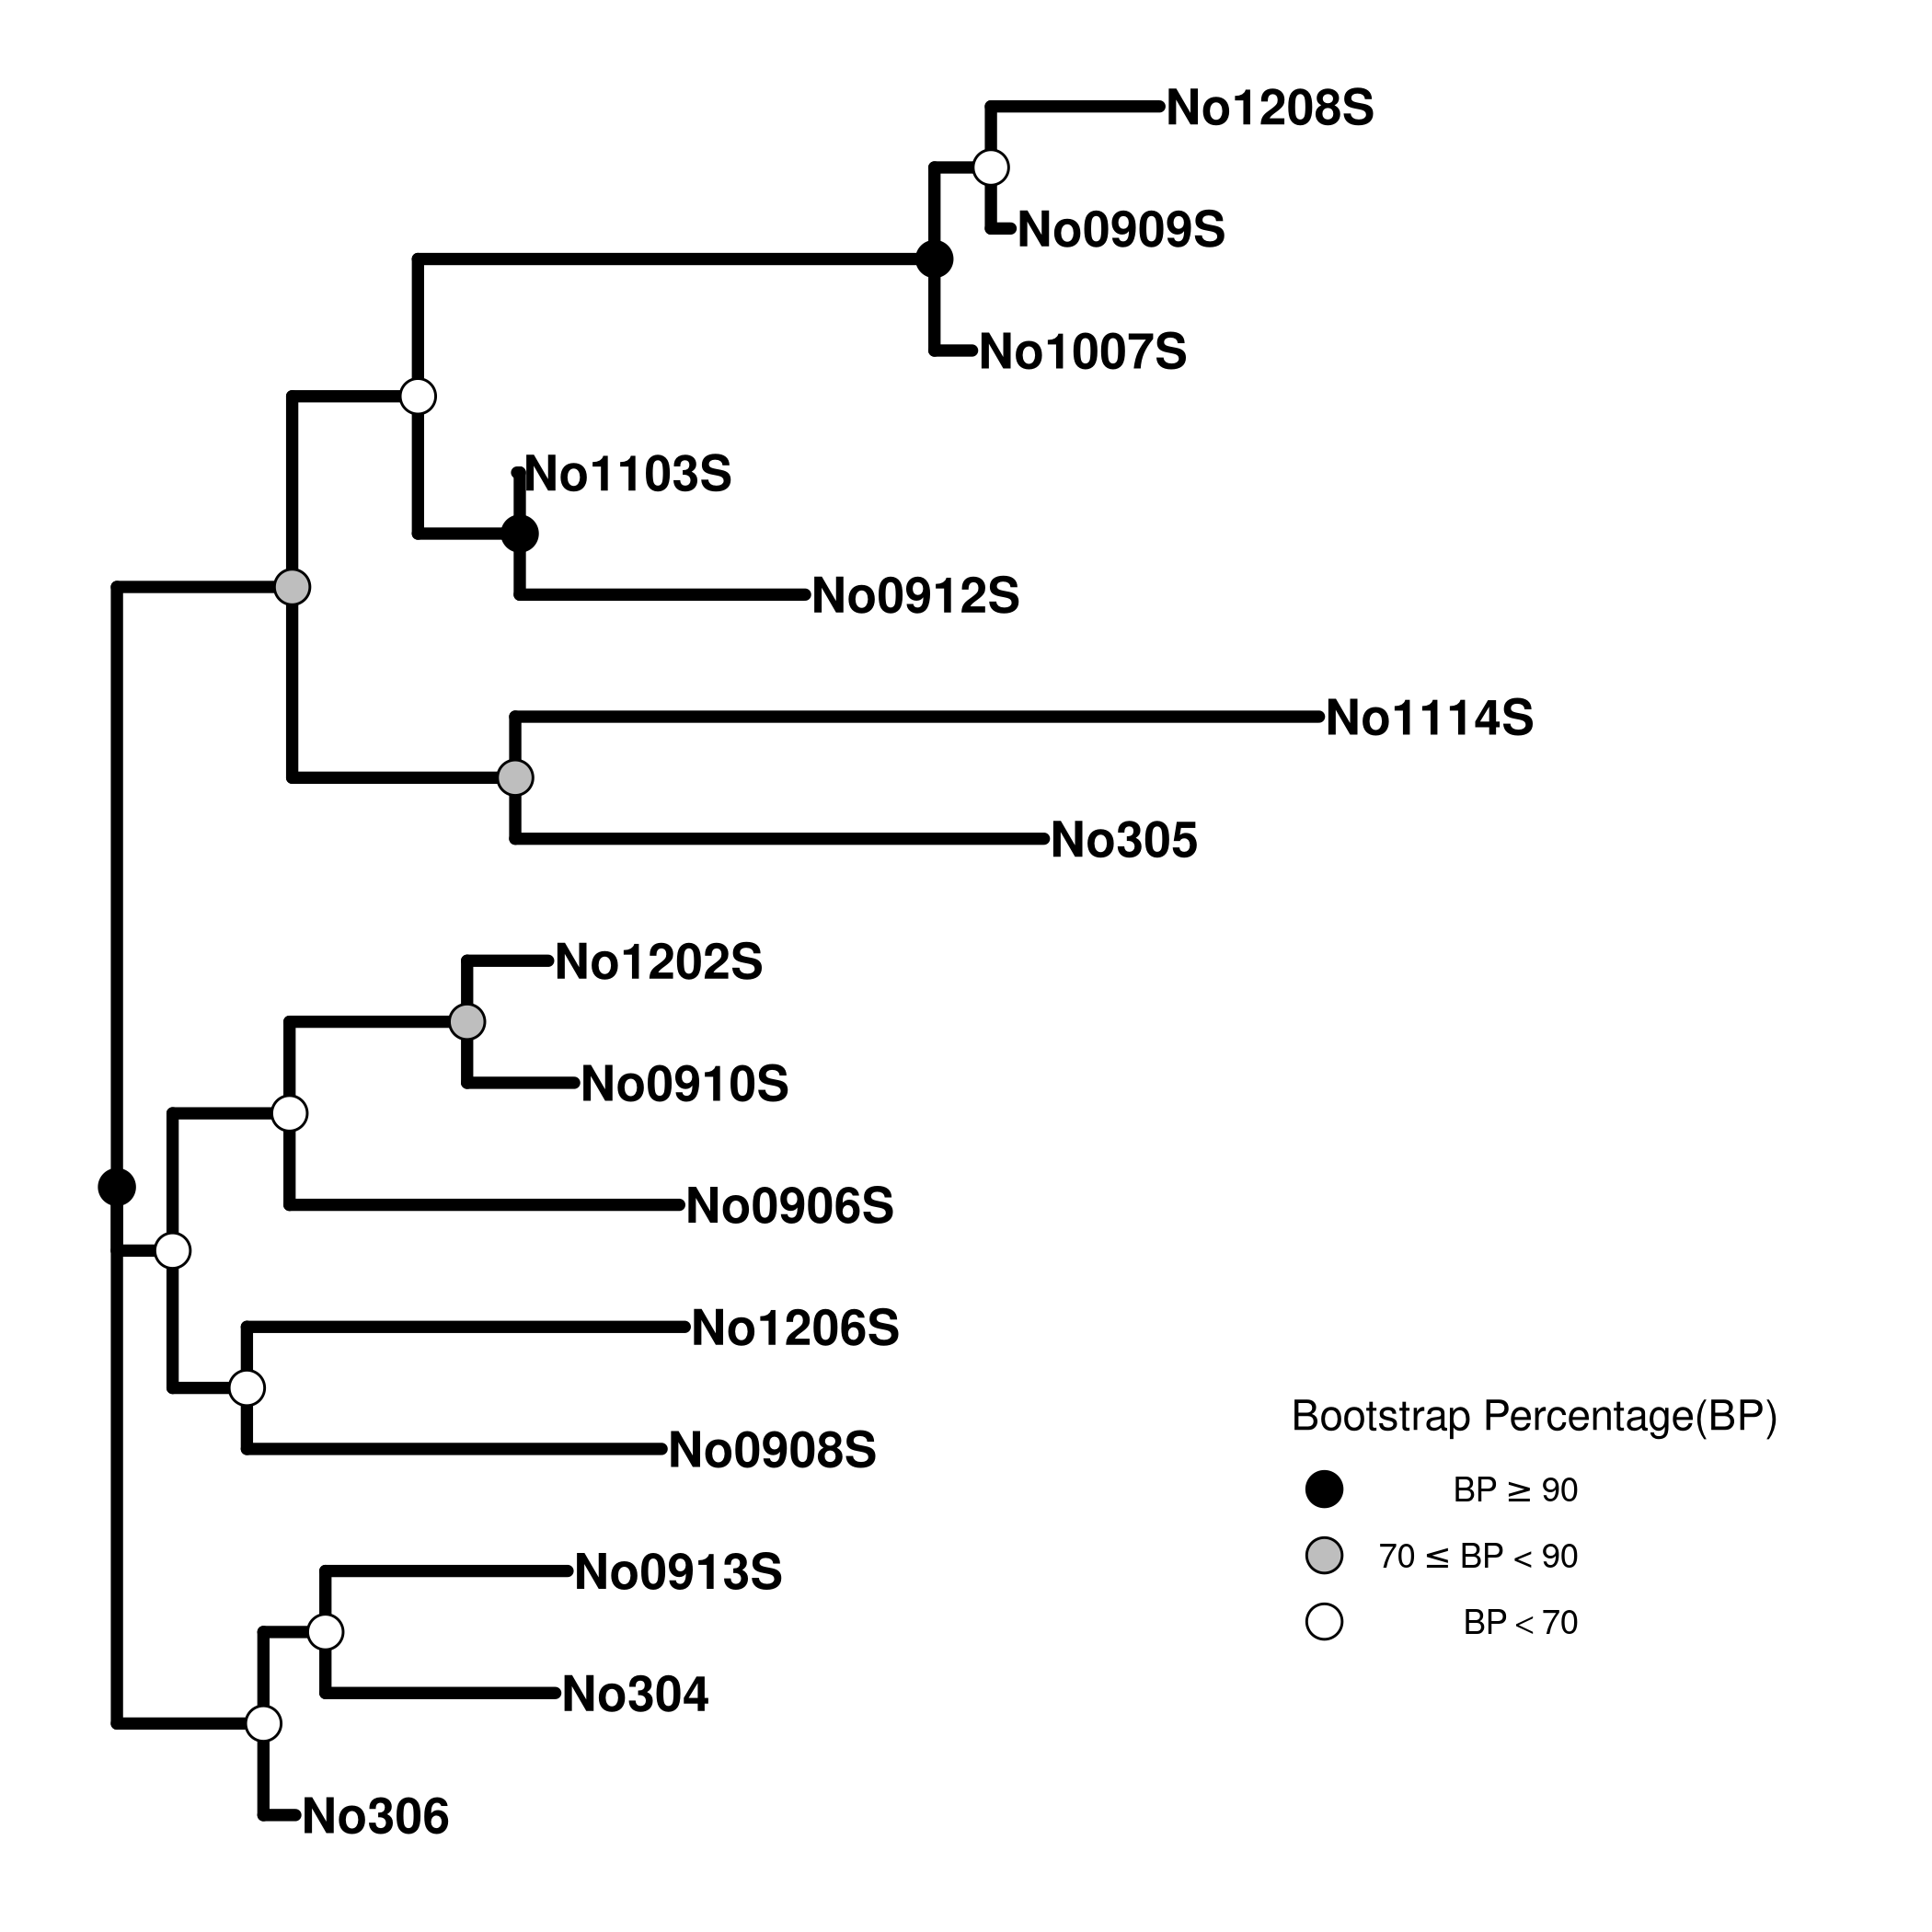 No1208S
No0909S
No1007S
No1103S
No0912S
No1114S
No305
No1202S
No0910S
No0906S
No1206S
No0908S
No0913S
No304
No306
Bootstrap Percentage(BP)
BP ≥ 90
70 ≤ BP < 90
BP < 70